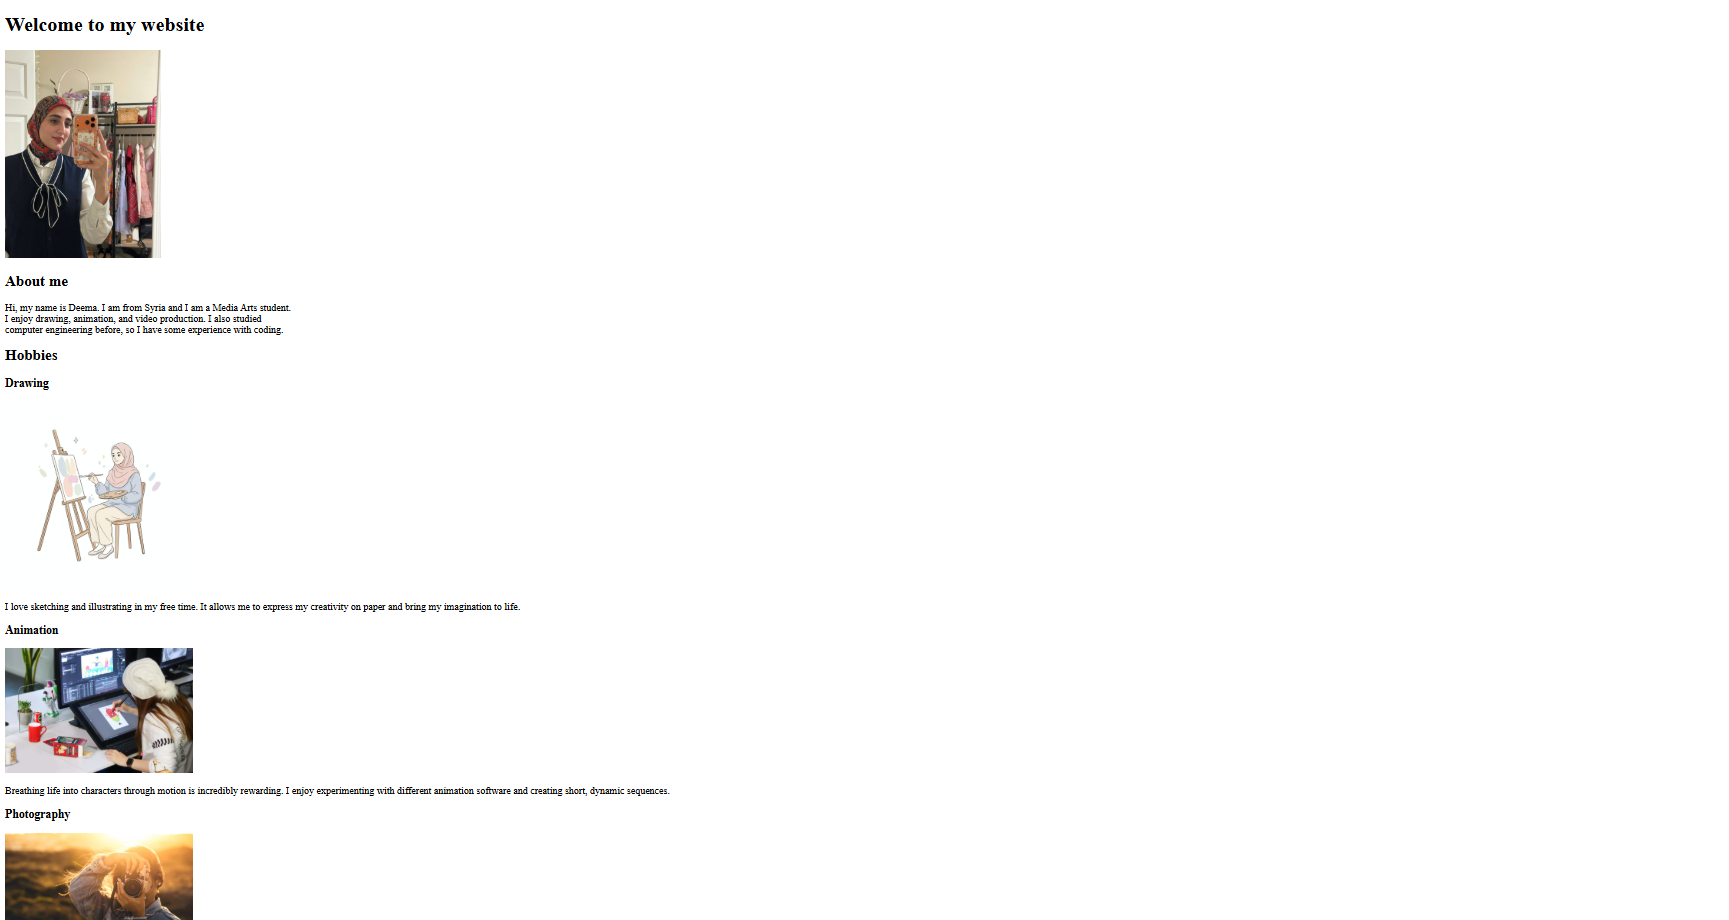 Welcome to my website
About me
Hi, my name is Deema. I am from Syria and I am a Media Arts student.
I enjoy drawing, animation, and video production. I also studied
computer engineering before, so I have some experience with coding.
Hobbies
Drawing
I love sketching and illustrating in my free time. It allows me to express my creativity on paper and bring my imagination to life.
Animation
Breathing life into characters through motion is incredibly rewarding. I enjoy experimenting with different animation software and creating short, dynamic sequences.
Photography